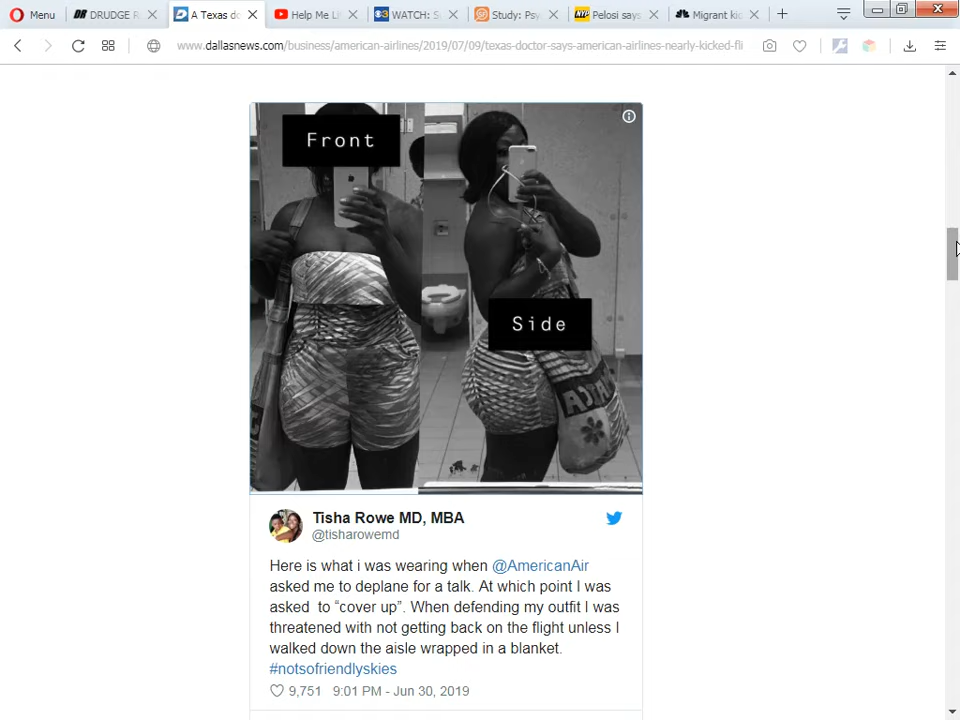 Menu
DRUDGE R
A Texas do
Help Me Li
WATCH: S
Study: Psy
Pelosi says
Migrant ki
www.dallasnews.com/business/american-airlines/2019/07/09/texas-doctor-says-american-airlines-nearly-kicked-fli
Front
Side
Tisha Rowe MD, MBA
@tisharowemd
Here is what i was wearing when @AmericanAir
asked me to deplane for a talk. At which point I was
asked to “cover up”. When defending my outfit I was
threatened with not getting back on the flight unless I
walked down the aisle wrapped in a blanket.
#notsofriendlyskies
9,751 9:01 PM - Jun 30, 2019